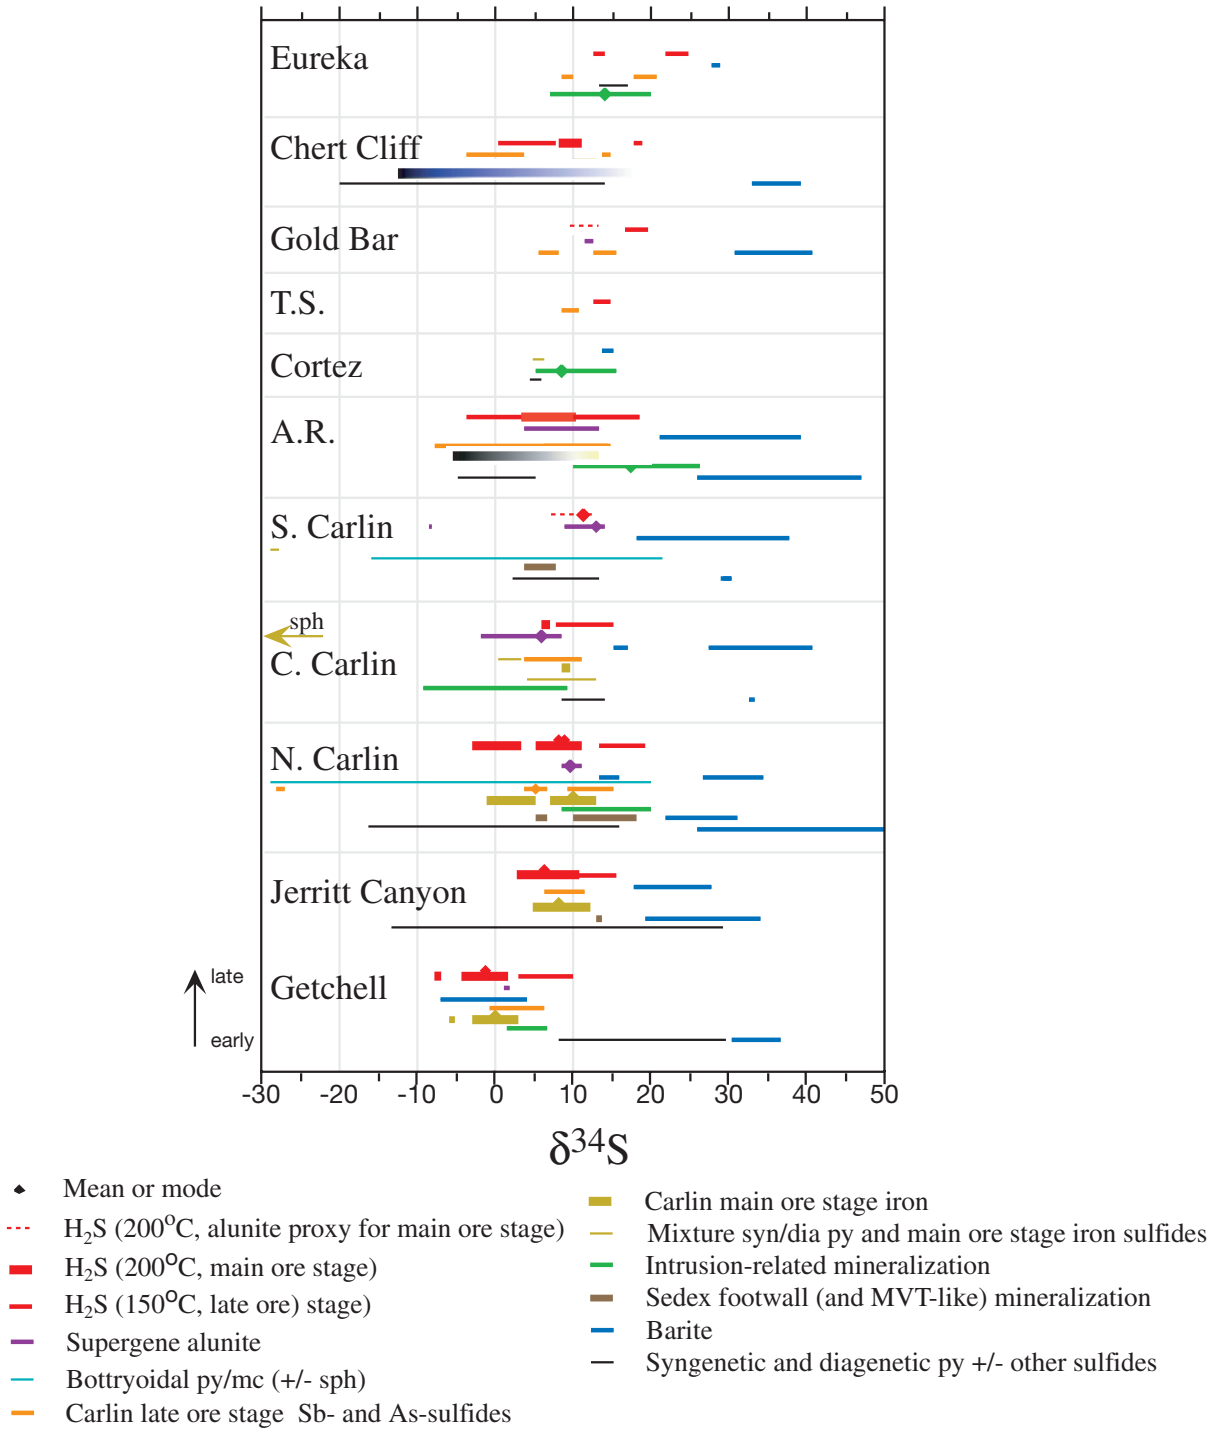 Eureka
Chert Cliff
Gold Bar
T.S.
Cortez
A.R.
S. Carlin
sph
C. Carlin
N. Carlin
Jerritt Canyon
late
Getchell
early
-30 -20 -10 0 10 20 30 40 50
δ³⁴S
Mean or mode
H₂S (200°C, alunite proxy for main ore stage)
H₂S (200°C, main ore stage)
H₂S (150°C, late ore) stage)
Supergene alunite
Bottryoidal py/mc (+/- sph)
Carlin late ore stage Sb- and As-sulfides
Carlin main ore stage iron
Mixture syn/dia py and main ore stage iron sulfides
Intrusion-related mineralization
Sedex footwall (and MVT-like) mineralization
Barite
Syngenetic and diagenetic py +/- other sulfides